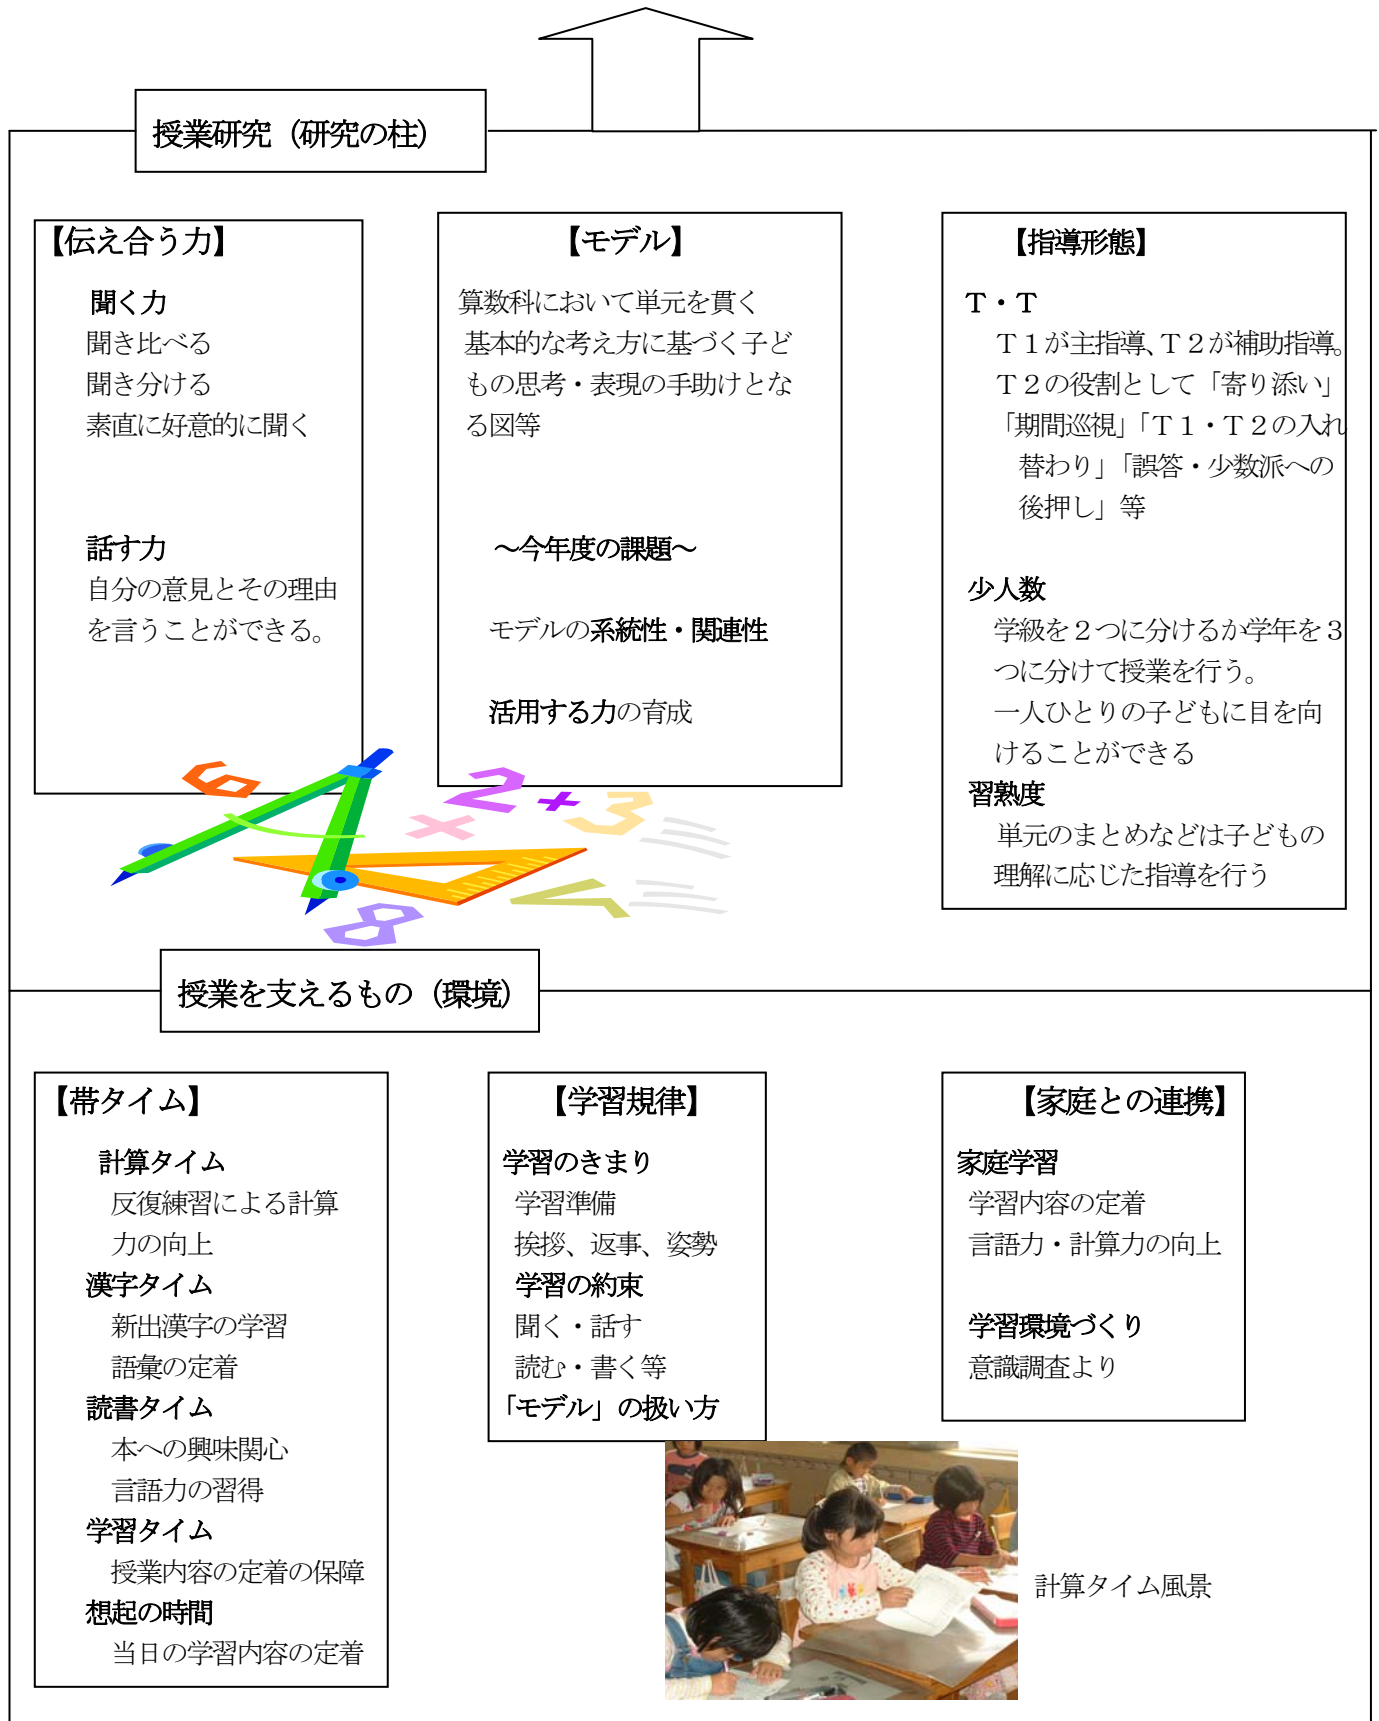 授業研究（研究の柱）
【伝え合う力】
聞く力
聞き比べる
聞き分ける
素直に好意的に聞く
話す力
自分の意見とその理由
を言うことができる。
【モデル】
算数科において単元を貫く
基本的な考え方に基づく子ど
もの思考・表現の手助けとな
る図等
～今年度の課題～
モデルの系統性・関連性
活用する力の育成
【指導形態】
Ｔ・Ｔ
Ｔ１が主指導、Ｔ２が補助指導。
Ｔ２の役割として「寄り添い」
「期間巡視」「Ｔ１・Ｔ２の入れ
替わり」「誤答・少数派への
後押し」等
少人数
学級を２つに分けるか学年を３
つに分けて授業を行う。
一人ひとりの子どもに目を向
けることができる
習熟度
単元のまとめなどは子どもの
理解に応じた指導を行う
6
2+3
×
7
8
授業を支えるもの（環境）
【帯タイム】
計算タイム
反復練習による計算
力の向上
漢字タイム
新出漢字の学習
語彙の定着
読書タイム
本への興味関心
言語力の習得
学習タイム
授業内容の定着の保障
想起の時間
当日の学習内容の定着
【学習規律】
学習のきまり
学習準備
挨拶、返事、姿勢
学習の約束
聞く・話す
読む・書く等
「モデル」の扱い方
【家庭との連携】
家庭学習
学習内容の定着
言語力・計算力の向上
学習環境づくり
意識調査より
計算タイム風景